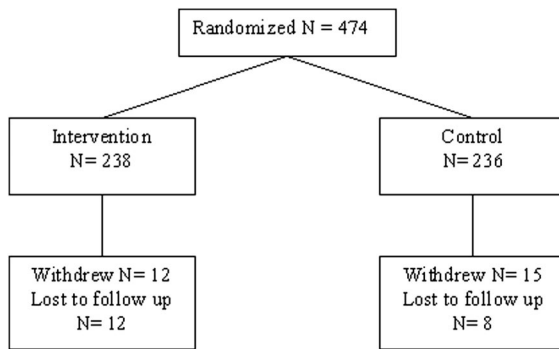 Randomized N = 474
Intervention
N= 238
Control
N= 236
Withdrew N= 12
Lost to follow up
N= 12
Withdrew N= 15
Lost to follow up
N= 8